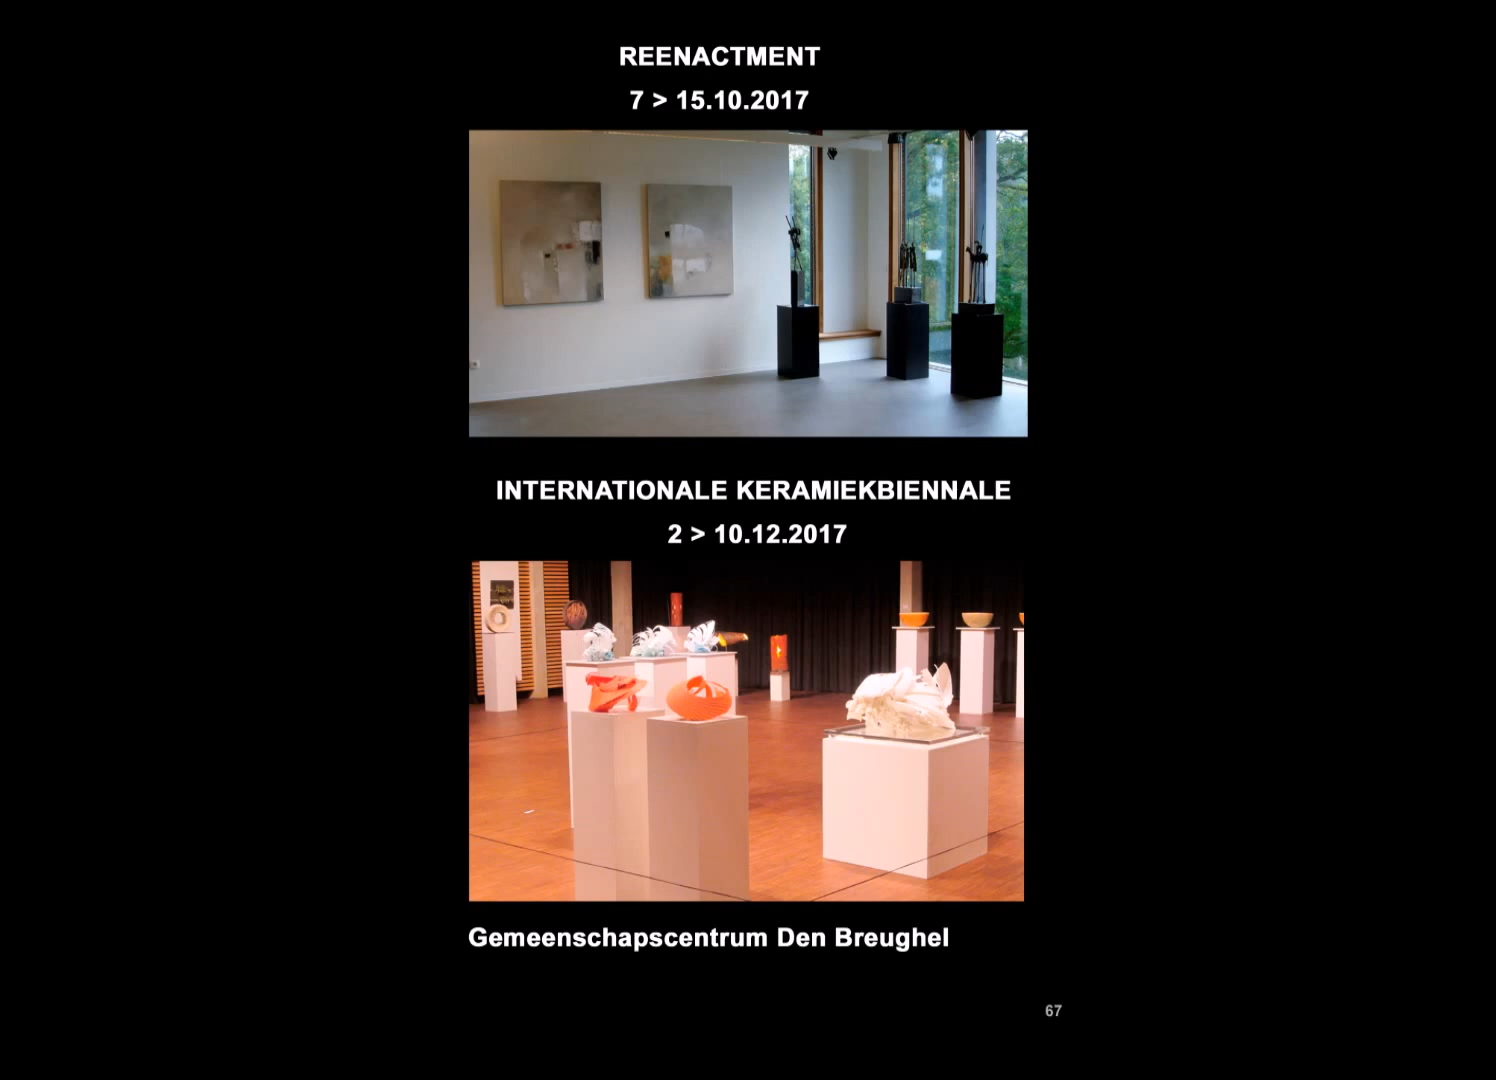 REENACTMENT
7 > 15.10.2017
INTERNATIONALE KERAMIEKBIENNALE
2 > 10.12.2017
Gemeenschapscentrum Den Breughel
67